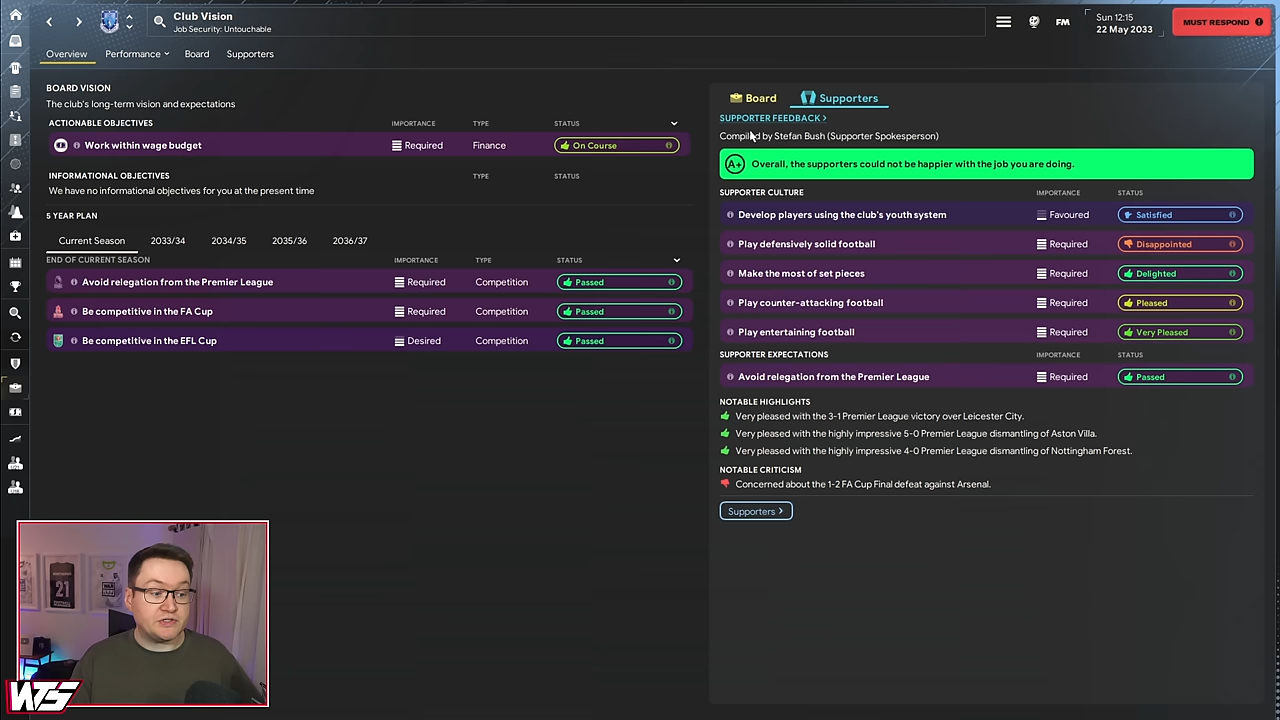 Club Vision
Job Security: Untouchable
FM
Sun 12:15
22 May 2033
MUST RESPOND
Overview
Performance
Board
Supporters
BOARD VISION
The club's long-term vision and expectations
ACTIONABLE OBJECTIVES
IMPORTANCE
TYPE
STATUS
Work within wage budget
Required
Finance
On Course
INFORMATIONAL OBJECTIVES
TYPE
STATUS
We have no informational objectives for you at the present time
5 YEAR PLAN
Current Season
2033/34
2034/35
2035/36
2036/37
END OF CURRENT SEASON
IMPORTANCE
TYPE
STATUS
Avoid relegation from the Premier League
Required
Competition
Passed
Be competitive in the FA Cup
Required
Competition
Passed
Be competitive in the EFL Cup
Desired
Competition
Passed
Board
Supporters
SUPPORTER FEEDBACK >
Compiled by Stefan Bush (Supporter Spokesperson)
A+
Overall, the supporters could not be happier with the job you are doing.
SUPPORTER CULTURE
IMPORTANCE
STATUS
Develop players using the club's youth system
Favoured
Satisfied
Play defensively solid football
Required
Disappointed
Make the most of set pieces
Required
Delighted
Play counter-attacking football
Required
Pleased
Play entertaining football
Required
Very Pleased
SUPPORTER EXPECTATIONS
IMPORTANCE
STATUS
Avoid relegation from the Premier League
Required
Passed
NOTABLE HIGHLIGHTS
Very pleased with the 3-1 Premier League victory over Leicester City.
Very pleased with the highly impressive 5-0 Premier League dismantling of Aston Villa.
Very pleased with the highly impressive 4-0 Premier League dismantling of Nottingham Forest.
NOTABLE CRITICISM
Concerned about the 1-2 FA Cup Final defeat against Arsenal.
Supporters >
21
WTS